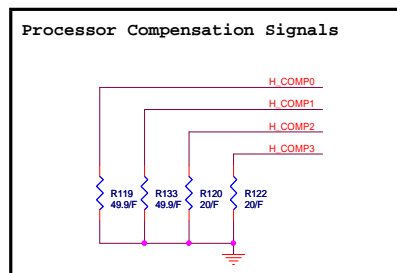 Processor Compensation Signals
H_COMP0
H_COMP1
H_COMP2
H_COMP3
R119 R133 R120 R122
49.9/F 49.9/F 20/F 20/F